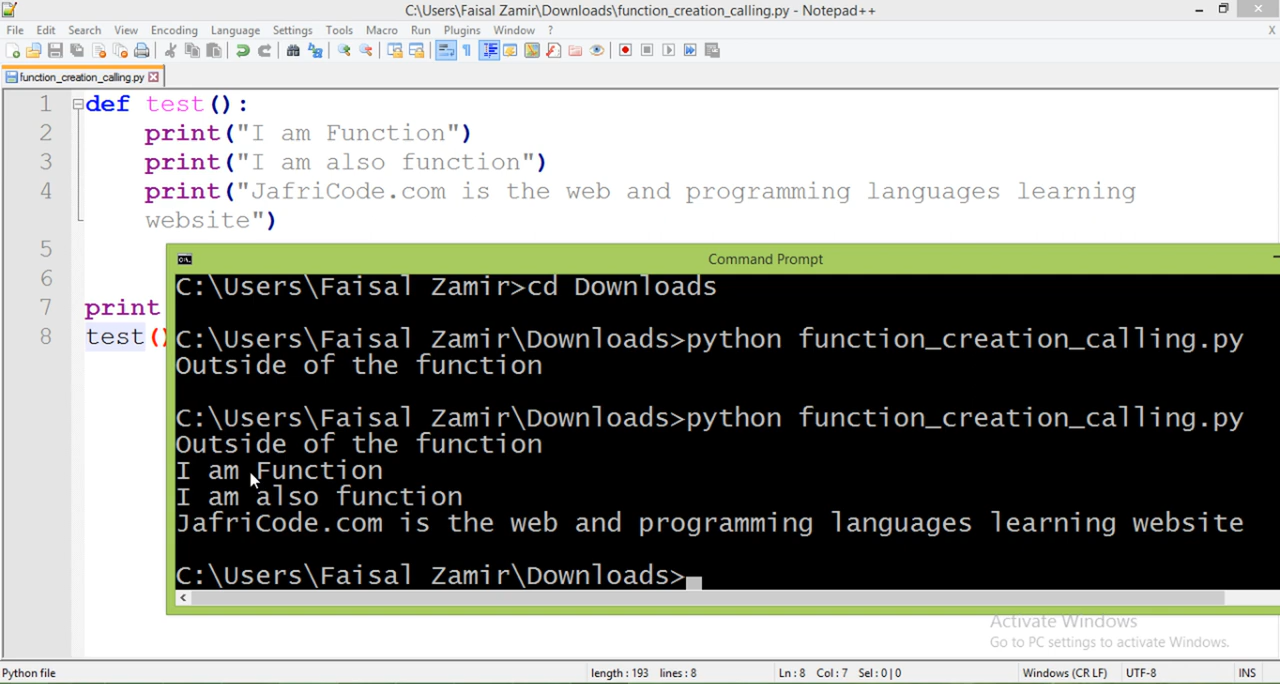 C:\Users\Faisal Zamir\Downloads\function_creation_calling.py - Notepad++
File Edit Search View Encoding Language Settings Tools Macro Run Plugins Window ? X
function_creation_calling.py
1 def test():
2 print("I am Function")
3 print("I am also function")
4 print("JafriCode.com is the web and programming languages learning
website")
5
6
7 print
8 test()
Command Prompt
C:\Users\Faisal Zamir>cd Downloads
C:\Users\Faisal Zamir\Downloads>python function_creation_calling.py
Outside of the function
C:\Users\Faisal Zamir\Downloads>python function_creation_calling.py
Outside of the function
I am Function
I am also function
JafriCode.com is the web and programming languages learning website
C:\Users\Faisal Zamir\Downloads>
Activate Windows
Go to PC settings to activate Windows.
Python file length : 193 lines : 8 Ln : 8 Col : 7 Sel : 0 | 0 Windows (CR LF) UTF-8 INS